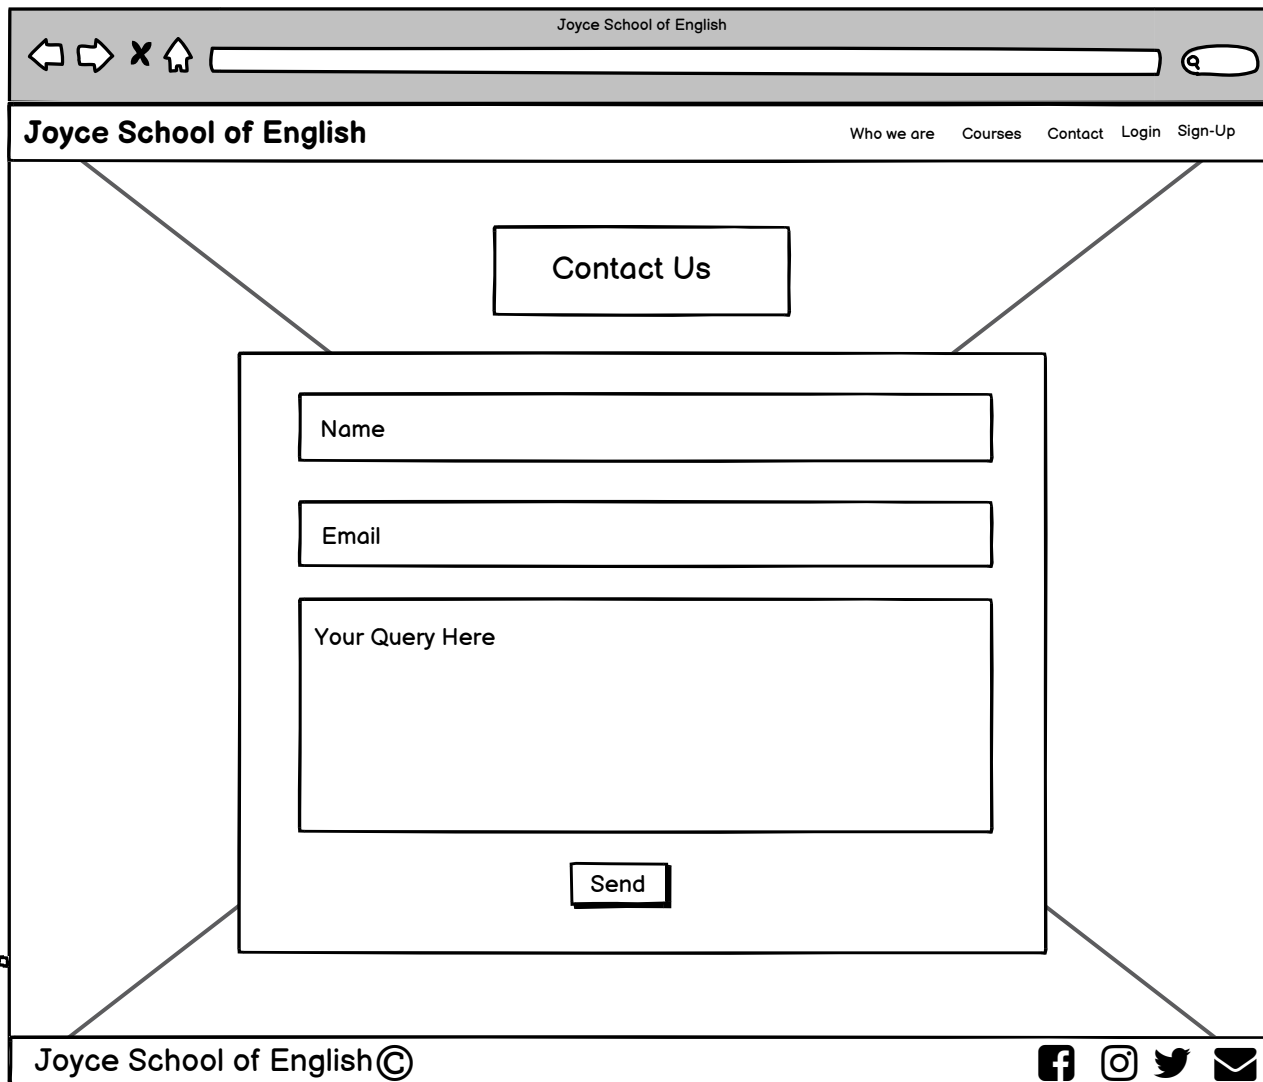 Joyce School of English
Joyce School of English
Who we are Courses Contact Login Sign-Up
Contact Us
Name
Email
Your Query Here
Send
Joyce School of English©